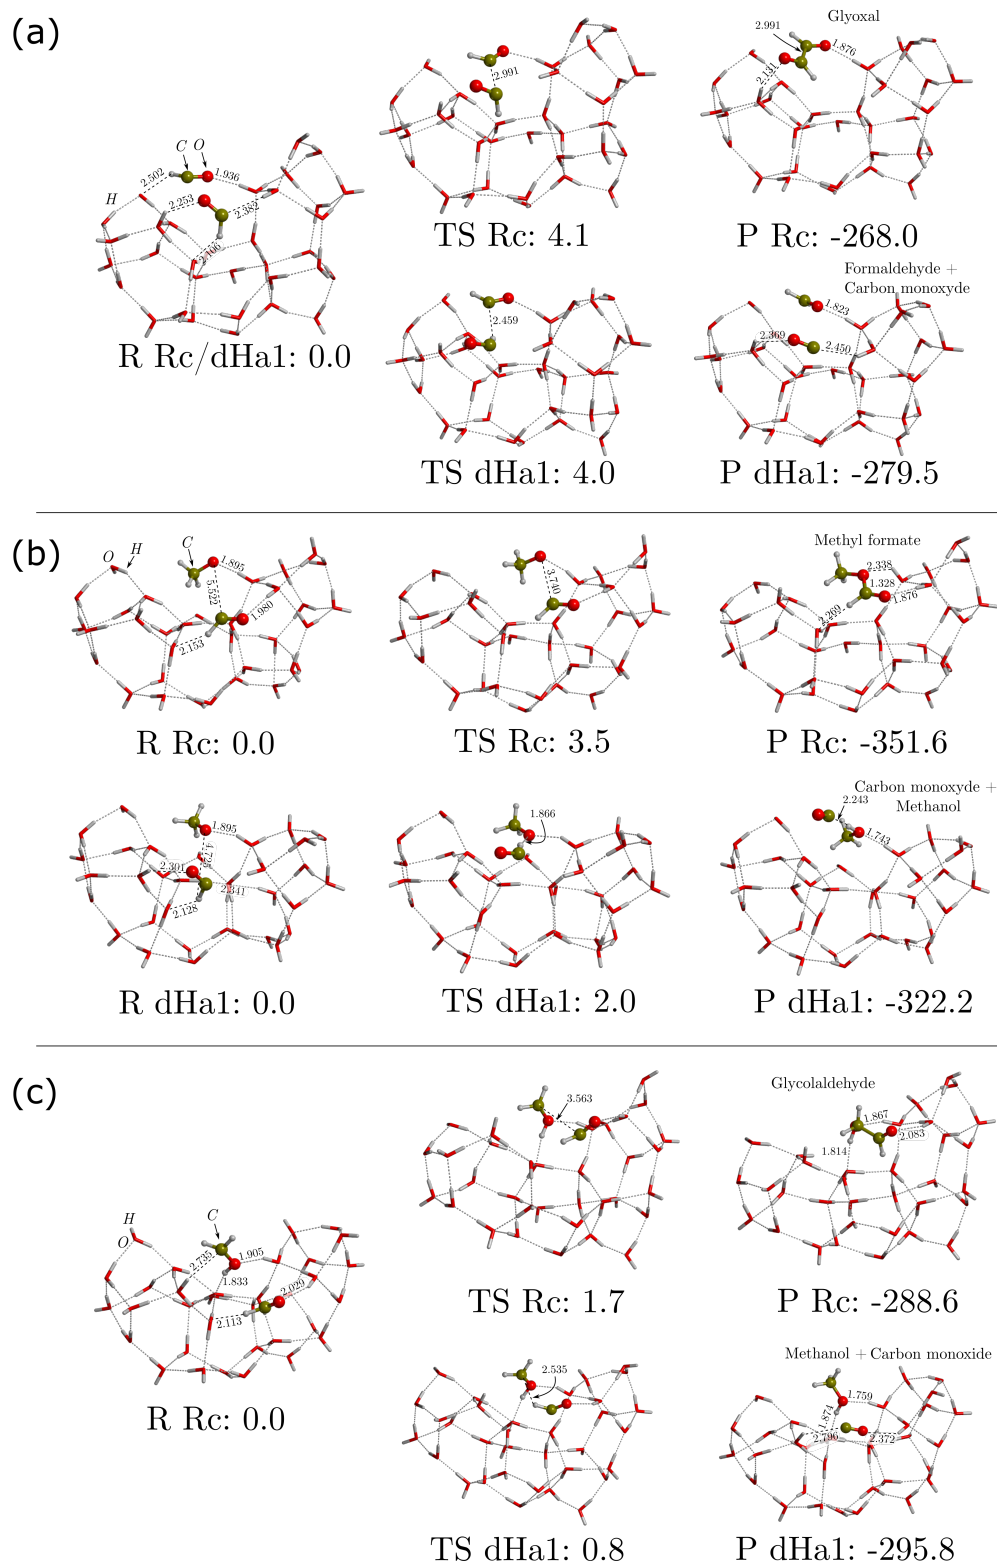 (a)
Glyoxal
2.991
1.876
2.131
2.991
C O
2.502
1.936
H
2.253
2.382
2.106
TS Rc: 4.1
P Rc: -268.0
Formaldehyde +
Carbon monoxyde
1.823
2.459
2.369
2.450
R Rc/dHa1: 0.0
TS dHa1: 4.0
P dHa1: -279.5
(b)
O H C
1.895
5.522
1.980
2.153
3.740
Methyl formate
2.338
1.328
1.876
2.269
R Rc: 0.0
TS Rc: 3.5
P Rc: -351.6
Carbon monoxyde +
Methanol
2.243
1.743
1.895
4.725
2.301
2.341
2.128
1.866
R dHa1: 0.0
TS dHa1: 2.0
P dHa1: -322.2
(c)
3.563
Glycolaldehyde
1.867
2.083
1.814
H
O
C
2.735
1.905
1.833
2.029
2.113
TS Rc: 1.7
P Rc: -288.6
R Rc: 0.0
2.535
Methanol + Carbon monoxide
1.759
1.874
2.796
2.372
TS dHa1: 0.8
P dHa1: -295.8